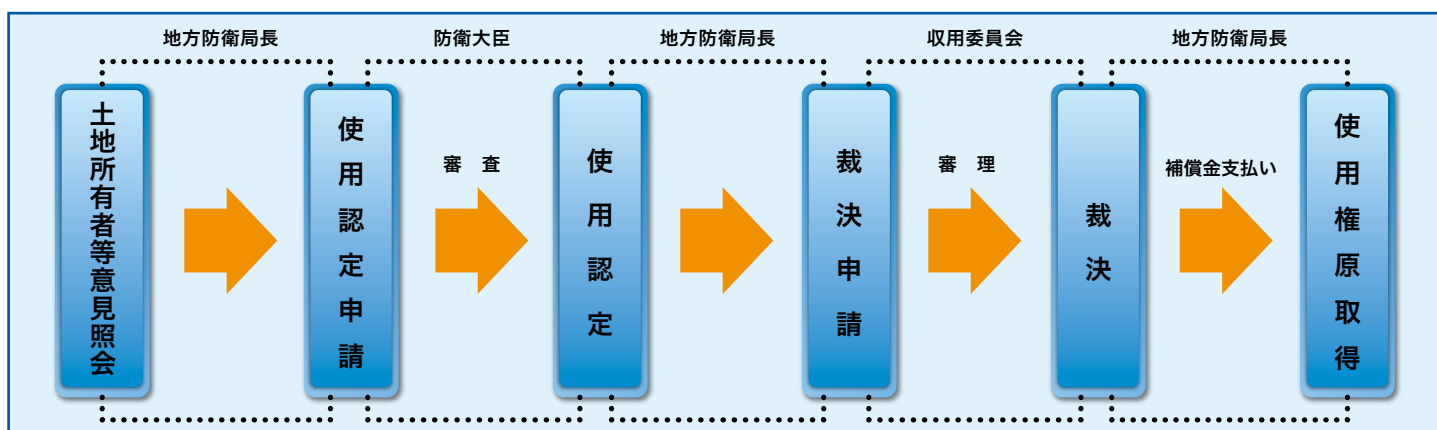 地方防衛局長
防衛大臣
地方防衛局長
収用委員会
地方防衛局長
土地所有者等意見照会
使用認定申請
審 査
使用認定
裁決申請
審 理
裁決
補償金支払い
使用権原取得